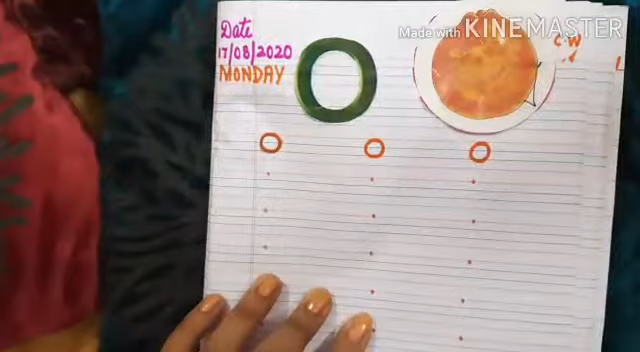 Made with KINEMASTER
Date
17/08/2020
MONDAY
C.W
O
O O O